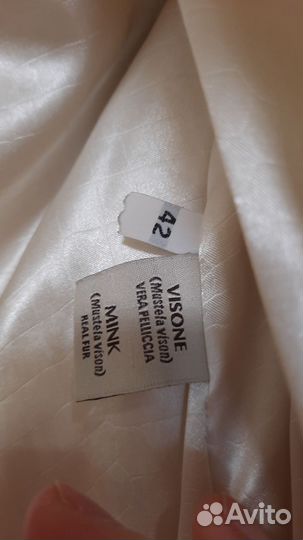 42
VISONE
(Mustela vison)
VERA PELLICCIA
MINK
(Mustela vison)
REAL FUR
Avito